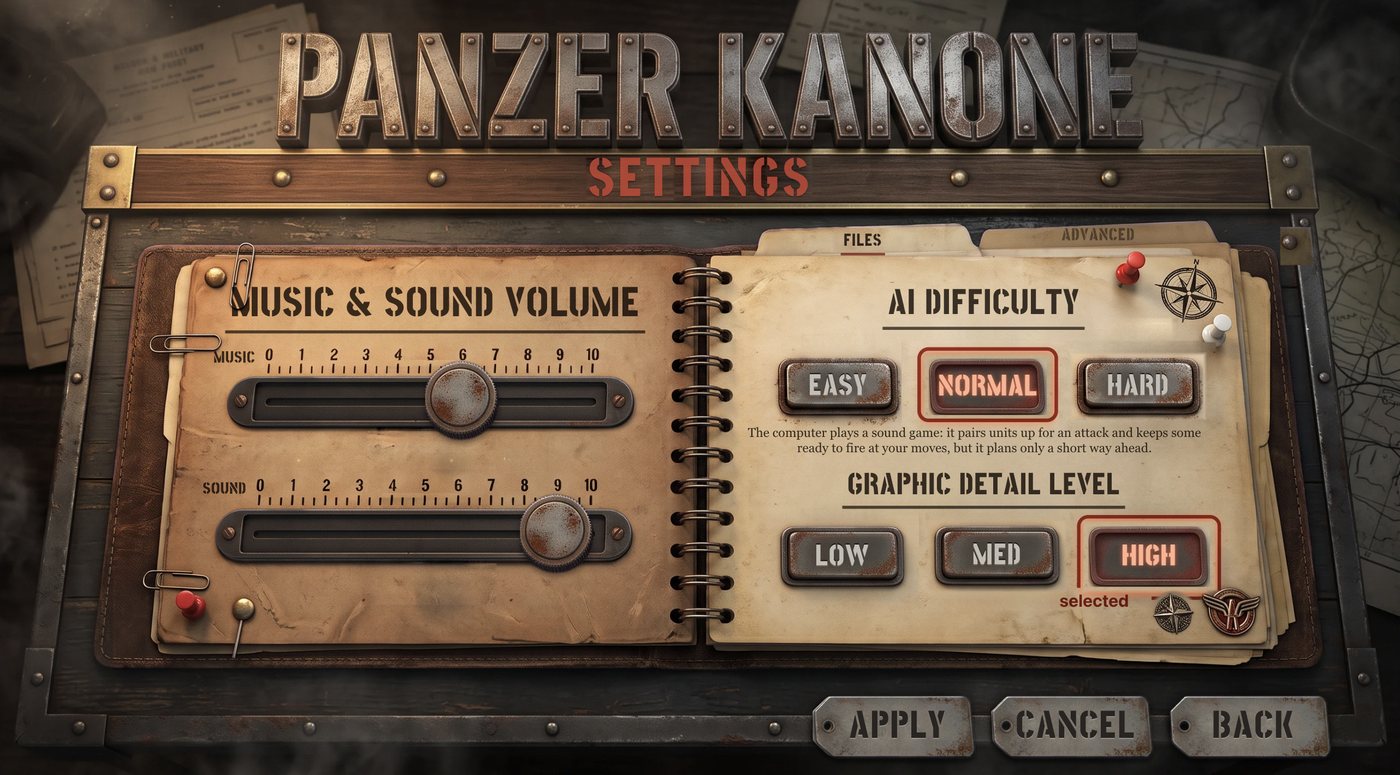 PANZER KANONE
SETTINGS
FILES
ADVANCED
MUSIC & SOUND VOLUME
MUSIC 0 1 2 3 4 5 6 7 8 9 10
SOUND 0 1 2 3 4 5 6 7 8 9 10
AI DIFFICULTY
N
EASY NORMAL HARD
The computer plays a sound game: it pairs units up for an attack and keeps some
ready to fire at your moves, but it plans only a short way ahead.
GRAPHIC DETAIL LEVEL
LOW MED HIGH
selected
APPLY CANCEL BACK